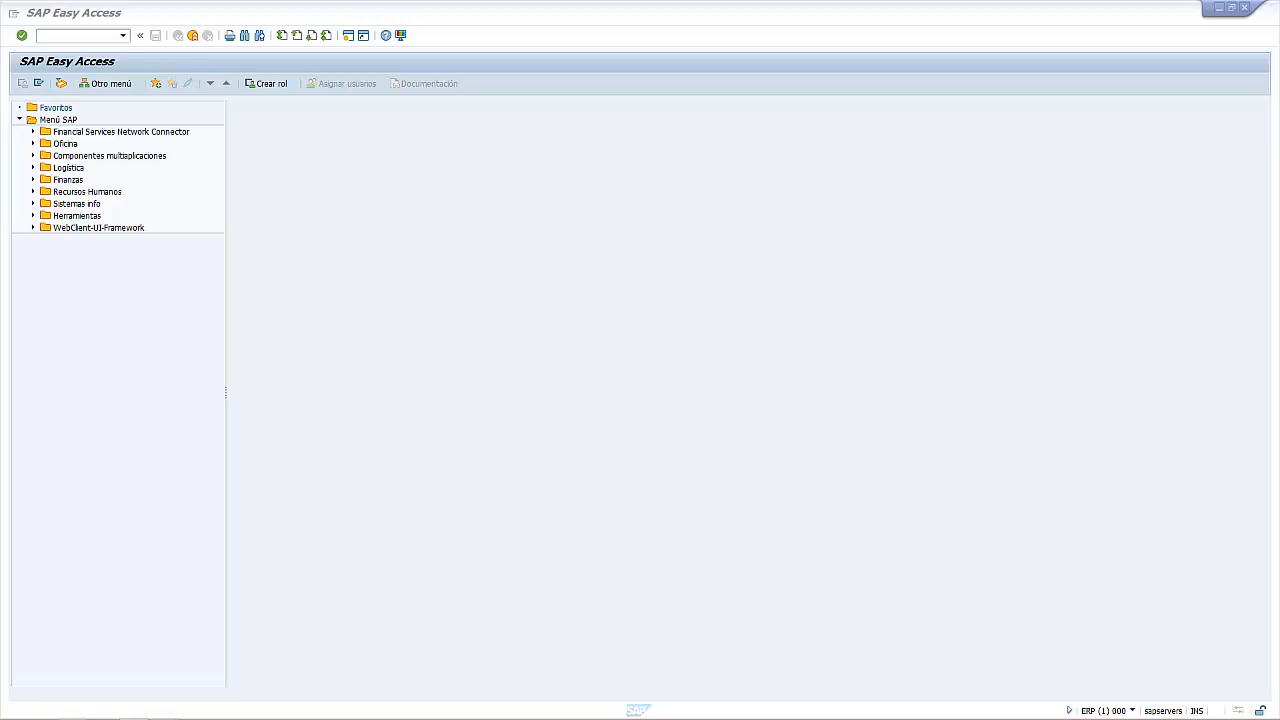 SAP Easy Access
SAP Easy Access
Otro menú
Crear rol
Asignar usuarios
Documentación
Favoritos
Menú SAP
Financial Services Network Connector
Oficina
Componentes multiaplicaciones
Logística
Finanzas
Recursos Humanos
Sistemas info
Herramientas
WebClient-UI-Framework
SAP
ERP (1) 000 sapservers INS